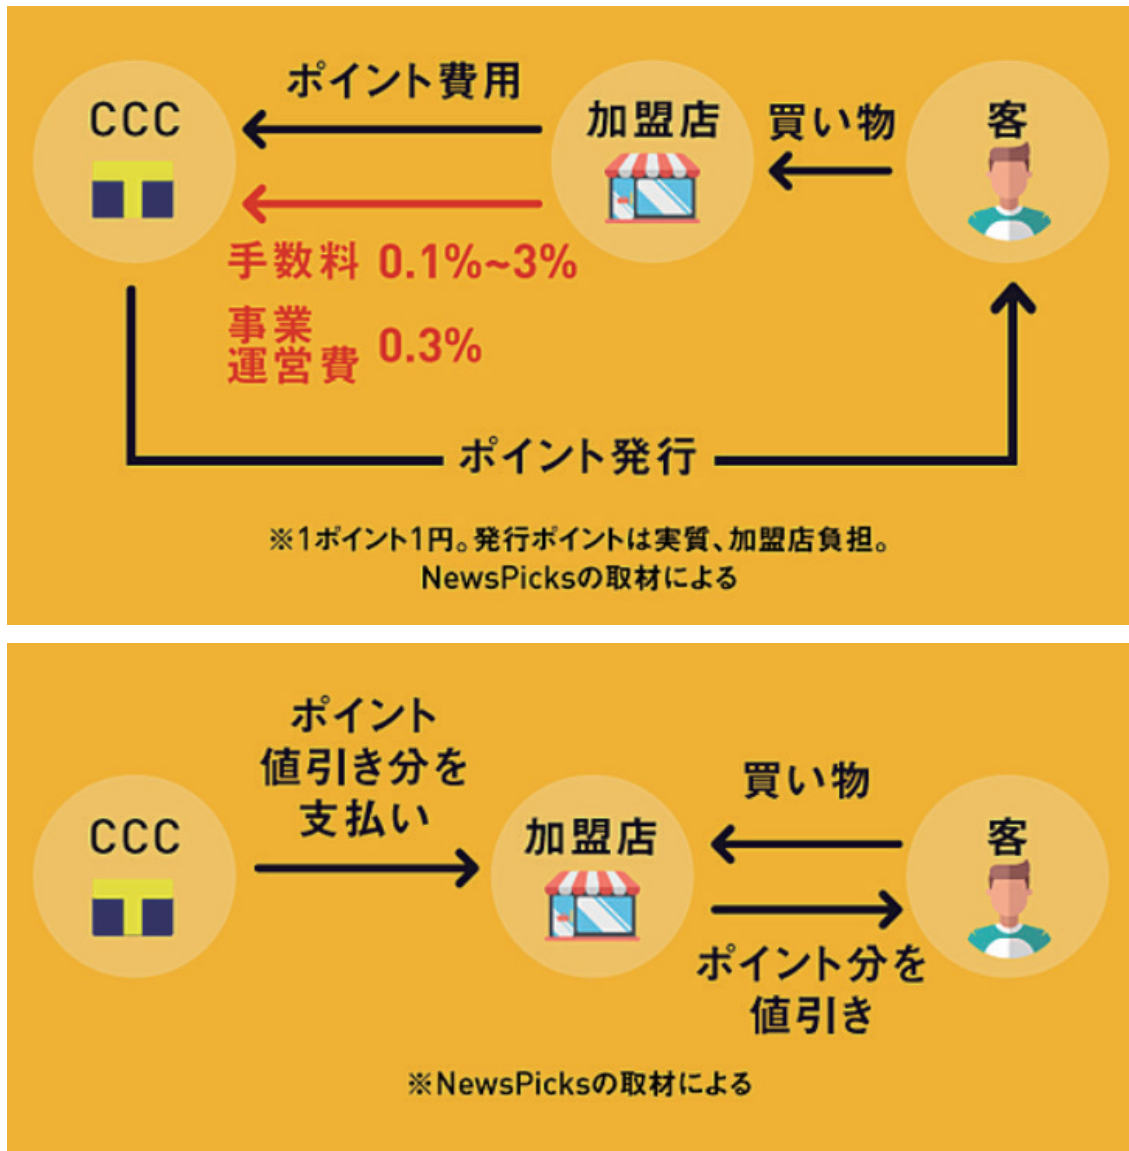 ポイント費用
CCC
加盟店
買い物
客
手数料 0.1%~3%
事業
運営費 0.3%
ポイント発行
※1ポイント1円。発行ポイントは実質、加盟店負担。
NewsPicksの取材による
ポイント
値引き分を
支払い
CCC
加盟店
買い物
客
ポイント分を
値引き
※NewsPicksの取材による